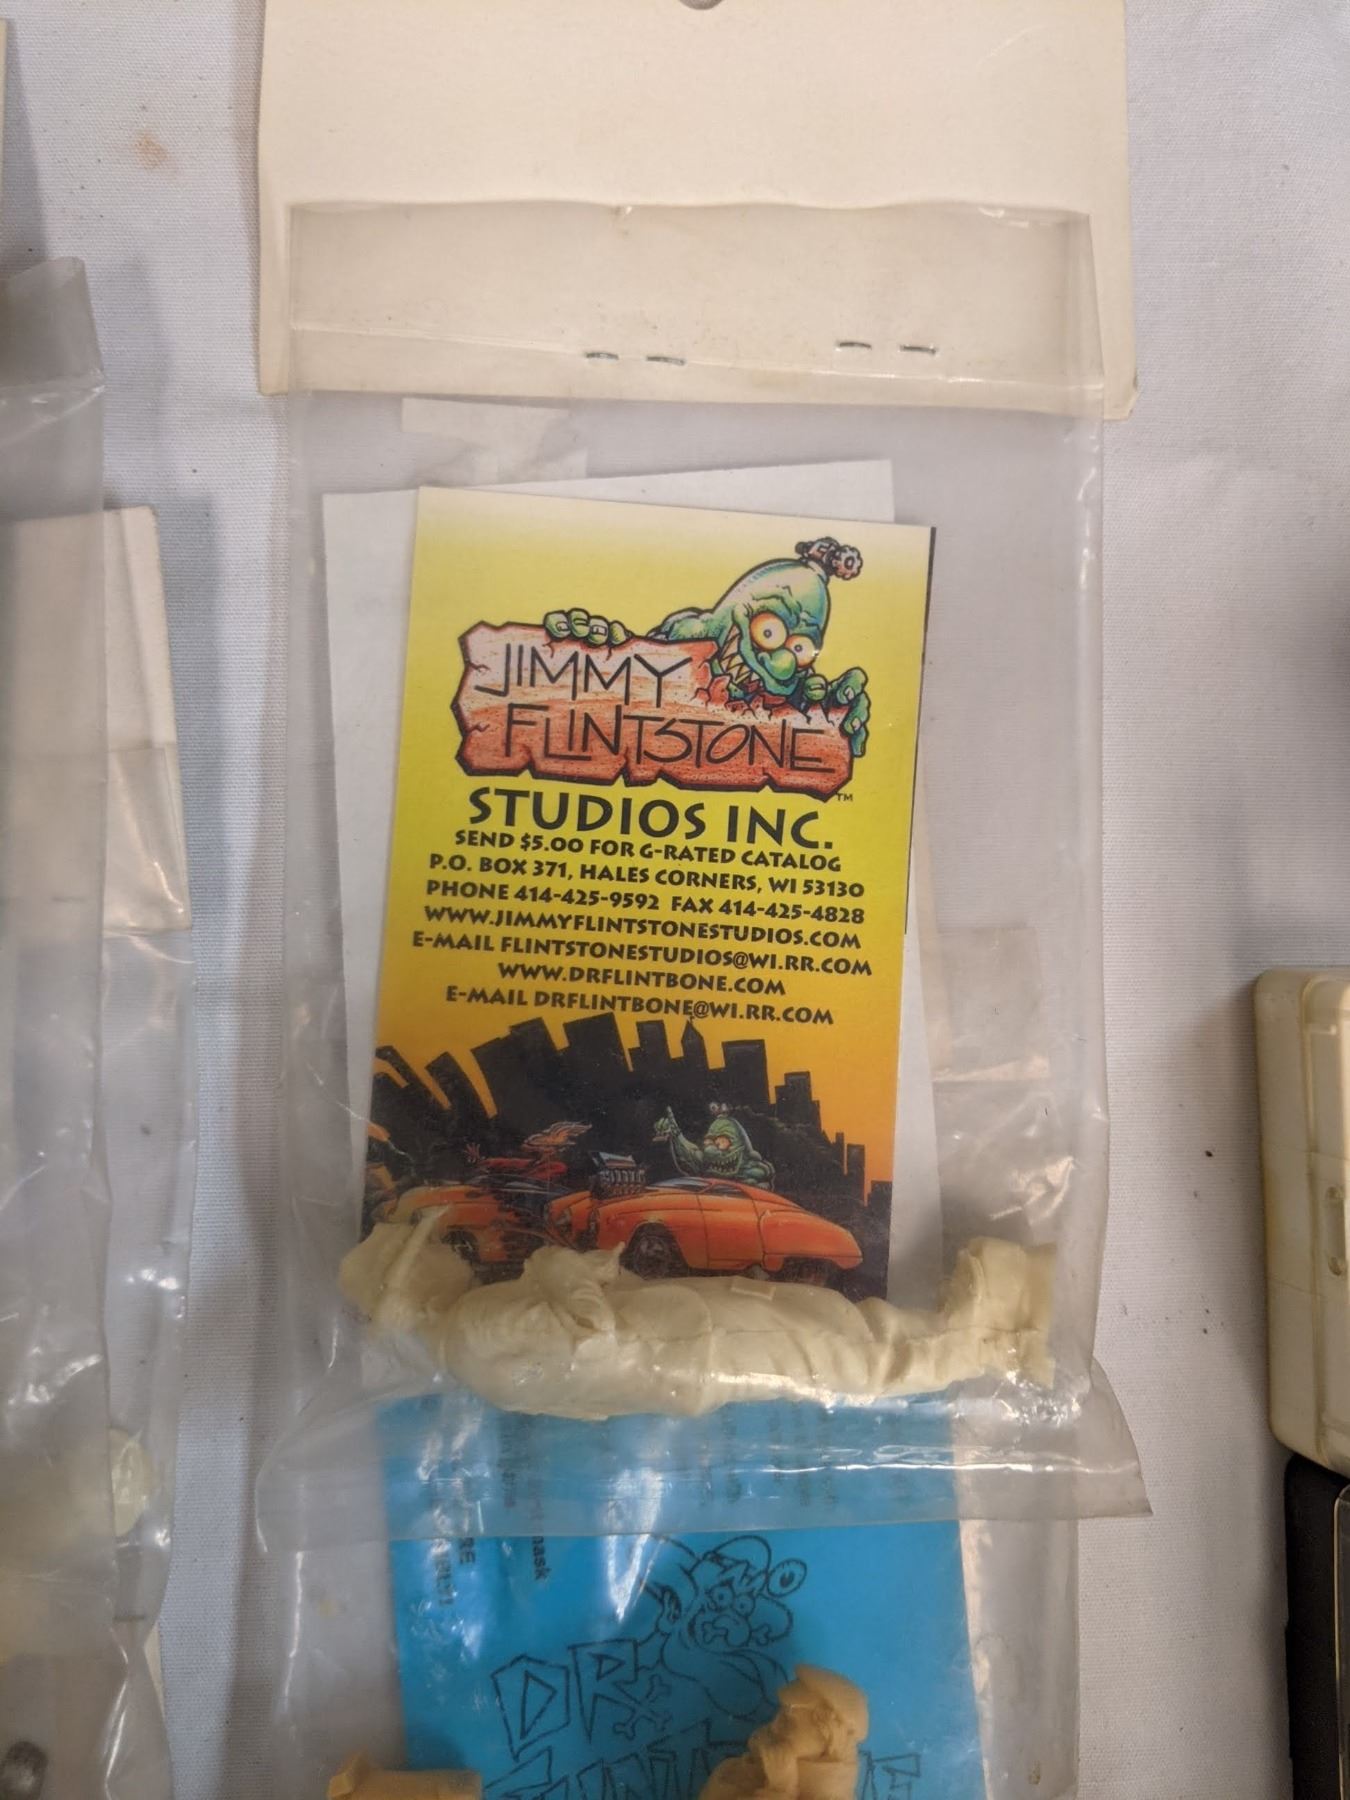 JIMMY
FLINTSTONE
TM
STUDIOS INC.
SEND $5.00 FOR G-RATED CATALOG
P.O. BOX 371, HALES CORNERS, WI 53130
PHONE 414-425-9592 FAX 414-425-4828
WWW.JIMMYFLINTSTONESTUDIOS.COM
E-MAIL FLINTSTONESTUDIOS@WI.RR.COM
WWW.DRFLINTBONE.COM
E-MAIL DRFLINTBONE@WI.RR.COM
DR